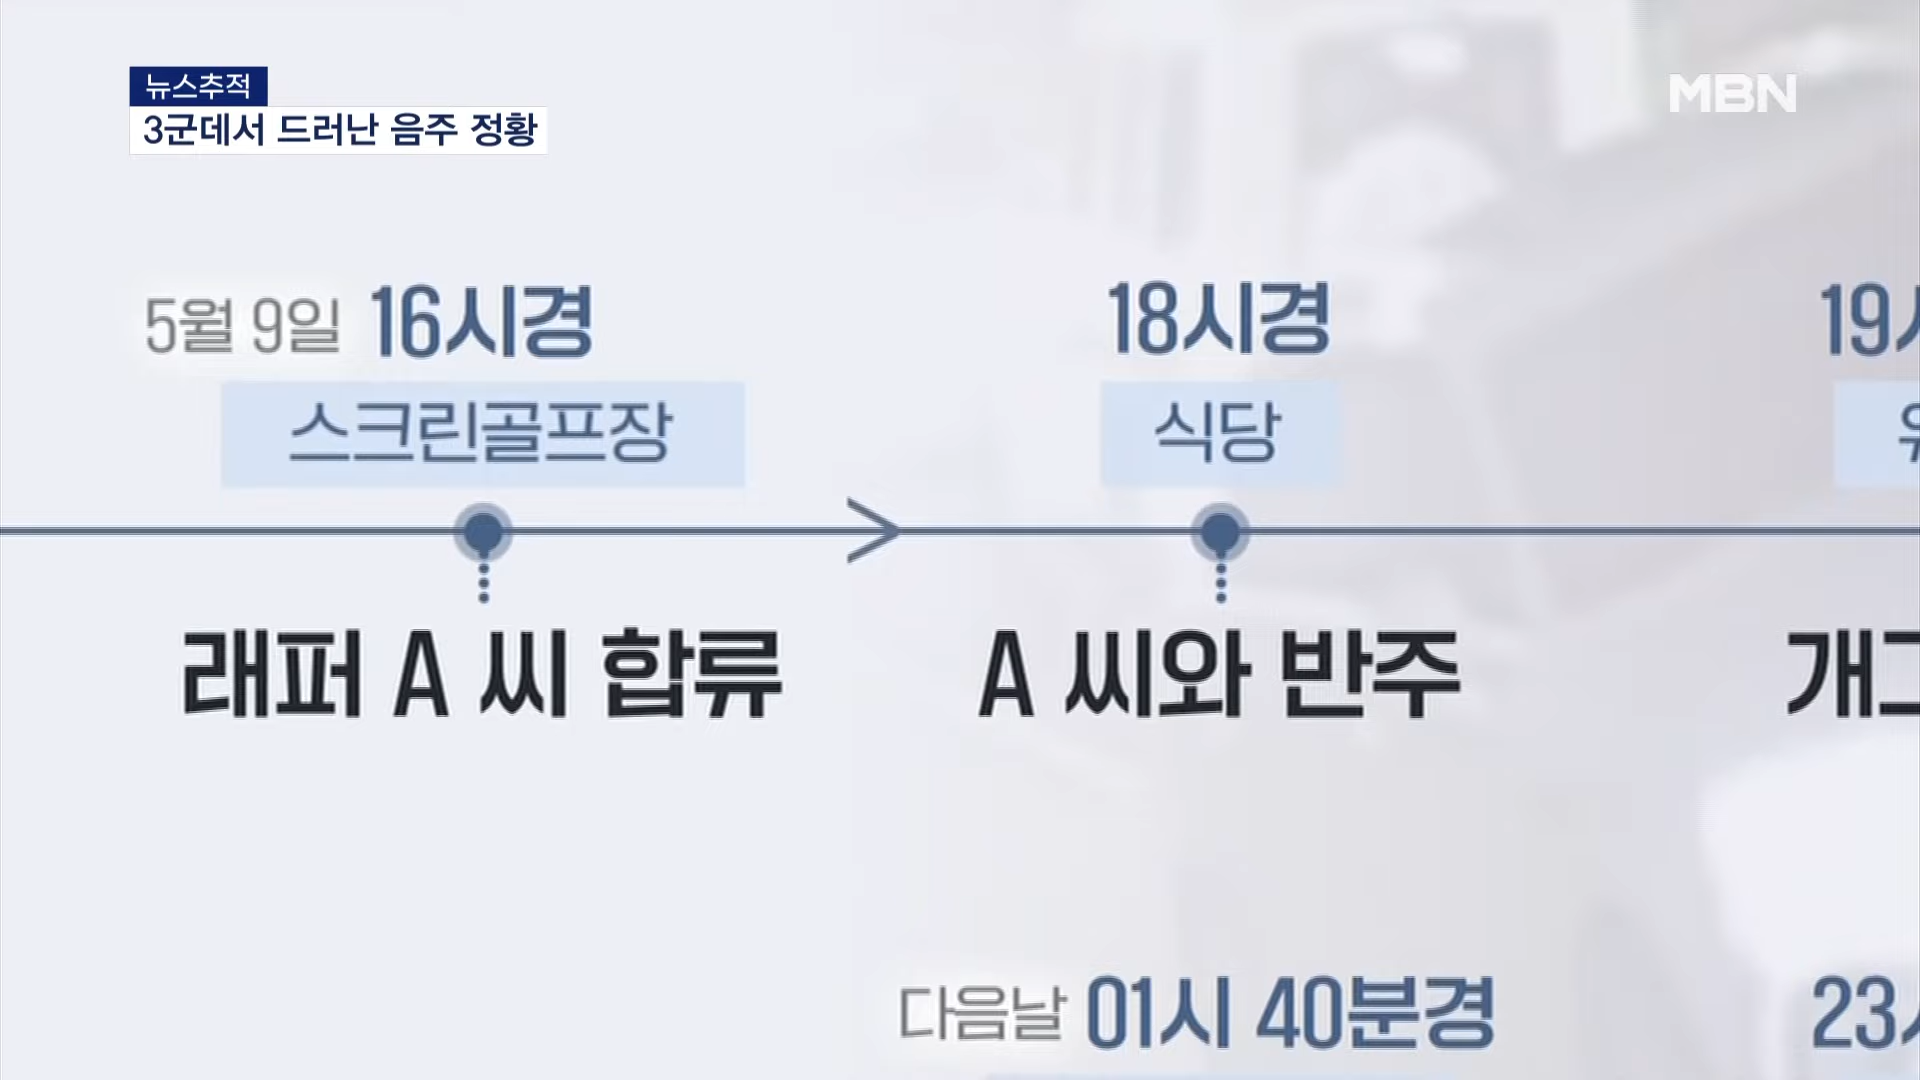 뉴스추적
MBN
3군데서 드러난 음주 정황
5월 9일 16시경
18시경
스크린골프장
식당
래퍼 A 씨 합류
A 씨와 반주
다음날 01시 40분경